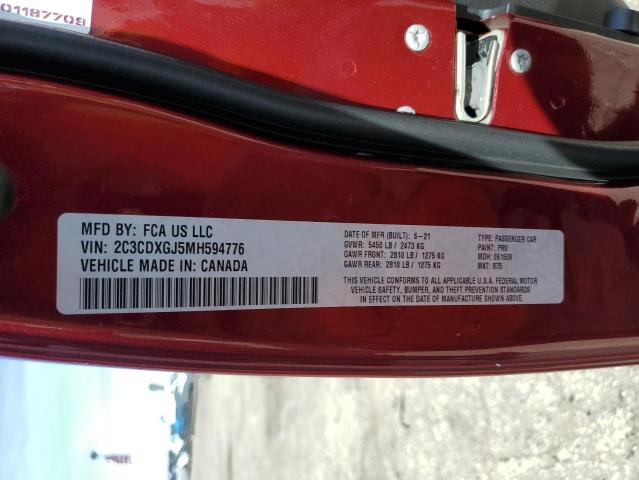 01187709
MFD BY: FCA US LLC
VIN: 2C3CDXGJ5MH594776
VEHICLE MADE IN: CANADA
DATE OF MFR (BUILT): 6-21
GVWR: 5450 LB / 2473 KG
GAWR FRONT: 2810 LB / 1275 KG
GAWR REAR: 2810 LB / 1275 KG
TYPE: PASSENGER CAR
PAINT: PRV
MDH: 061509
MKT: 875
THIS VEHICLE CONFORMS TO ALL APPLICABLE U.S.A. FEDERAL MOTOR
VEHICLE SAFETY, BUMPER, AND THEFT PREVENTION STANDARDS
IN EFFECT ON THE DATE OF MANUFACTURE SHOWN ABOVE.